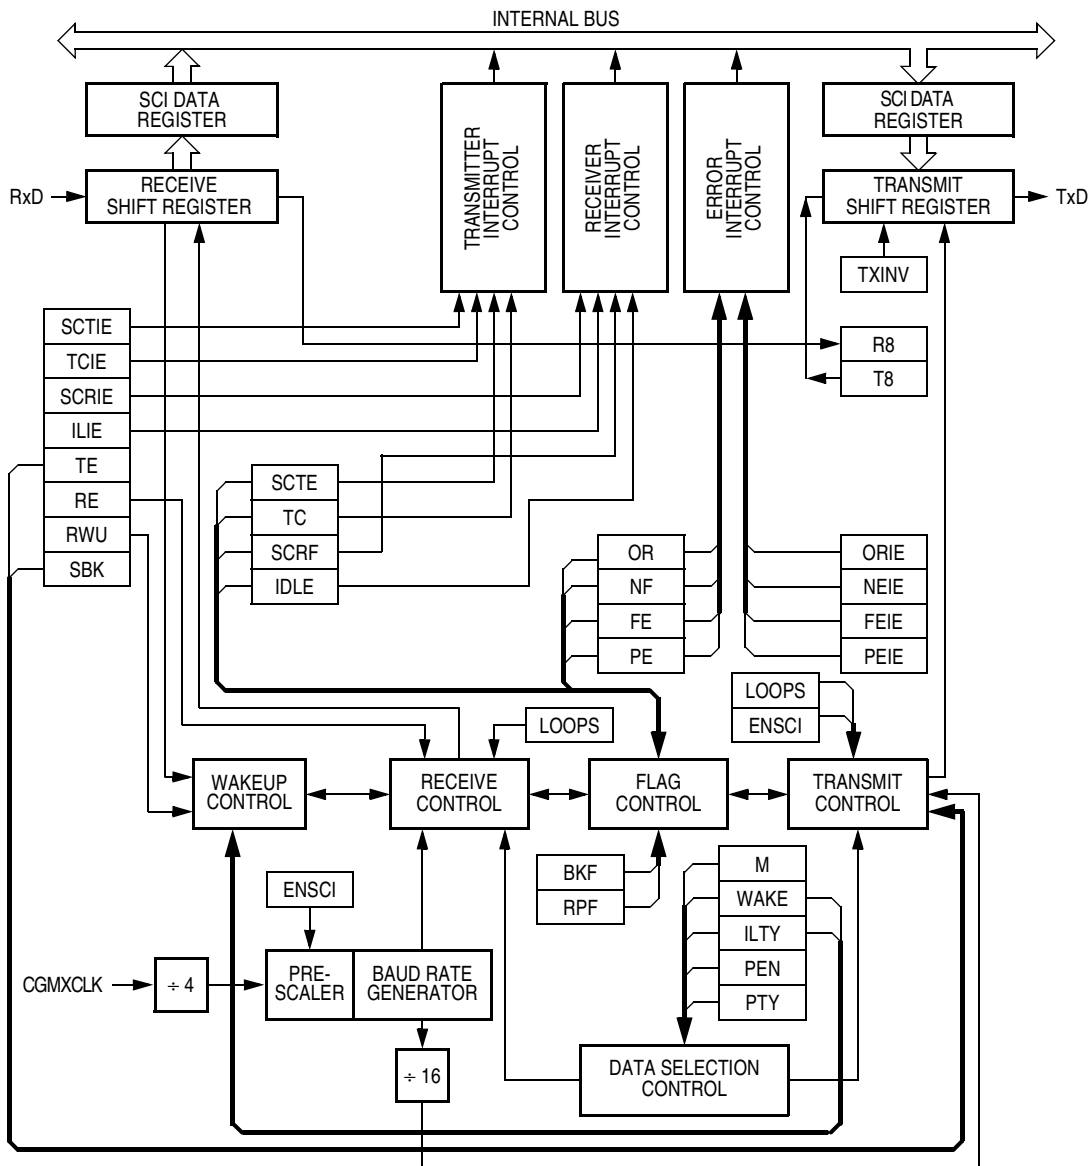 INTERNAL BUS
SCI DATA
REGISTER
SCI DATA
REGISTER
TRANSMITTER
INTERRUPT
CONTROL
RECEIVER
INTERRUPT
CONTROL
ERROR
INTERRUPT
CONTROL
RxD
RECEIVE
SHIFT REGISTER
TRANSMIT
SHIFT REGISTER
TxD
TXINV
SCTIE
TCIE
SCRIE
ILIE
TE
RE
RWU
SBK
R8
T8
SCTE
TC
SCRF
IDLE
OR
NF
FE
PE
ORIE
NEIE
FEIE
PEIE
LOOPS
ENSCI
LOOPS
WAKEUP
CONTROL
RECEIVE
CONTROL
FLAG
CONTROL
TRANSMIT
CONTROL
BKF
RPF
M
WAKE
ILTY
PEN
PTY
ENSCI
CGMXCLK
÷ 4
PRE-
SCALER
BAUD RATE
GENERATOR
÷ 16
DATA SELECTION
CONTROL